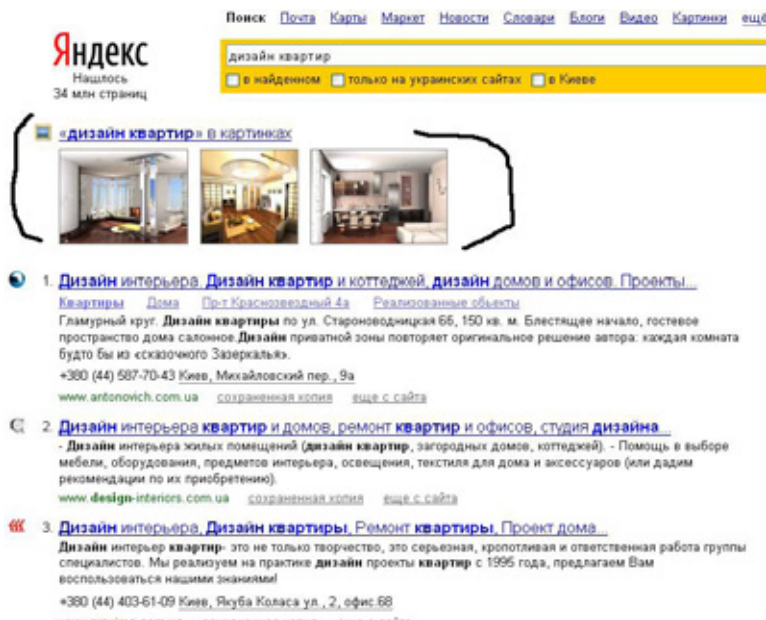 Поиск Почта Карты Маркет Новости Словари Блоги Видео Картинки ещё
Яндекс
дизайн квартир
Нашлось
34 млн страниц
в найденном только на украинских сайтах в Киеве
«дизайн квартир» в картинках
1. Дизайн интерьера. Дизайн квартир и коттеджей, дизайн домов и офисов. Проекты...
Квартиры Дома Пр-т Краснозвездный 4а Реализованные объекты
Гламурный круг. Дизайн квартиры по ул. Староноводницкая 6б, 150 кв. м. Блестящее начало, гостевое
пространство дома салонное.Дизайн приватной зоны повторяет оригинальное решение автора: каждая комната
будто бы из «сказочного Зазеркалья».
+380 (44) 587-70-43 Киев, Михайловский пер., 9а
www.antonovich.com.ua сохраненная копия еще с сайта
2. Дизайн интерьера квартир и домов, ремонт квартир и офисов, студия дизайна...
- Дизайн интерьера жилых помещений (дизайн квартир, загородных домов, коттеджей). - Помощь в выборе
мебели, оборудования, предметов интерьера, освещения, текстиля для дома и аксессуаров (или дадим
рекомендации по их приобретению).
www.design-interiors.com.ua сохраненная копия еще с сайта
3. Дизайн интерьера, Дизайн квартиры, Ремонт квартиры, Проект дома...
Дизайн интерьер квартир- это не только творчество, это серьезная, кропотливая и ответственная работа группы
специалистов. Мы реализуем на практике дизайн проекты квартир с 1995 года, предлагаем Вам
воспользоваться нашими знаниями!
+380 (44) 403-61-09 Киев, Якуба Коласа ул., 2, офис.68